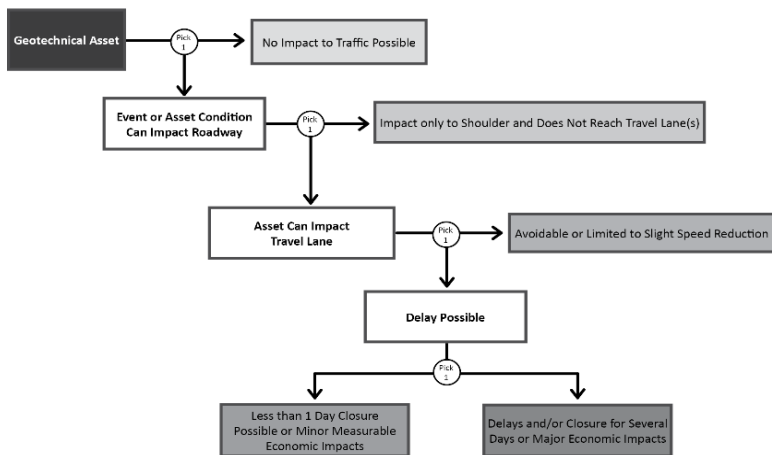 Geotechnical Asset
Pick
1
No Impact to Traffic Possible
Event or Asset Condition
Can Impact Roadway
Pick
1
Impact only to Shoulder and Does Not Reach Travel Lane(s)
Asset Can Impact
Travel Lane
Pick
1
Avoidable or Limited to Slight Speed Reduction
Delay Possible
Pick
1
Less than 1 Day Closure
Possible or Minor Measurable
Economic Impacts
Delays and/or Closure for Several
Days or Major Economic Impacts